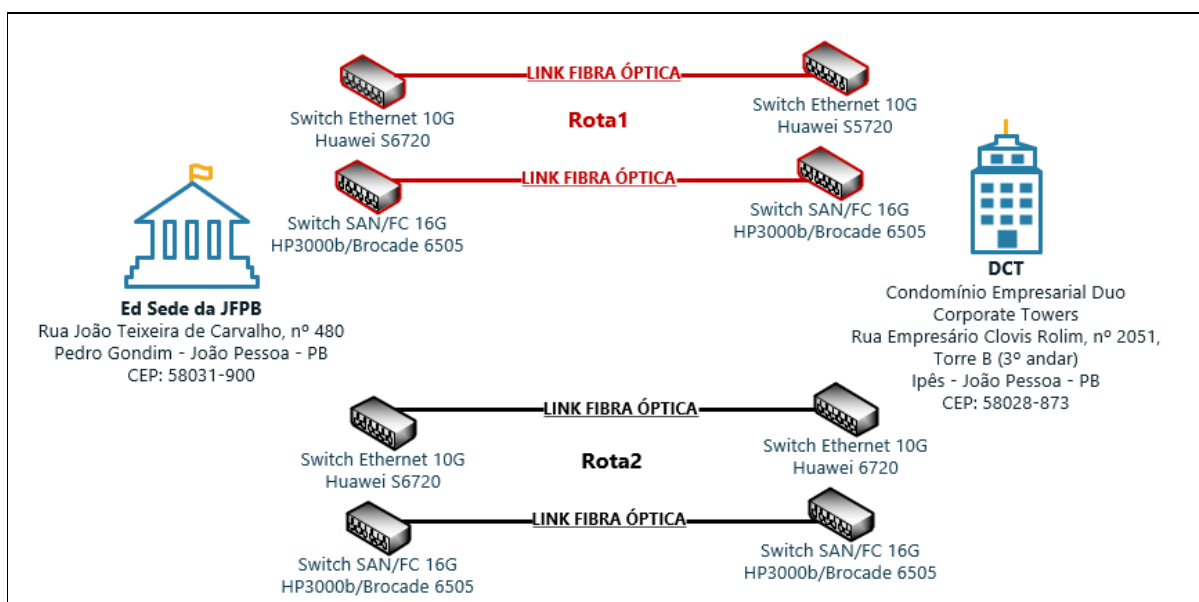 LINK FIBRA ÓPTICA
Switch Ethernet 10G
Huawei S6720
Rota1
Switch Ethernet 10G
Huawei S5720
LINK FIBRA ÓPTICA
Switch SAN/FC 16G
HP3000b/Brocade 6505
Switch SAN/FC 16G
HP3000b/Brocade 6505
Ed Sede da JFPB
Rua João Teixeira de Carvalho, nº 480
Pedro Gondim - João Pessoa - PB
CEP: 58031-900
DCT
Condomínio Empresarial Duo
Corporate Towers
Rua Empresário Clovis Rolim, nº 2051,
Torre B (3º andar)
Ipês - João Pessoa - PB
CEP: 58028-873
LINK FIBRA ÓPTICA
Switch Ethernet 10G
Huawei S6720
Rota2
Switch Ethernet 10G
Huawei 6720
LINK FIBRA ÓPTICA
Switch SAN/FC 16G
HP3000b/Brocade 6505
Switch SAN/FC 16G
HP3000b/Brocade 6505